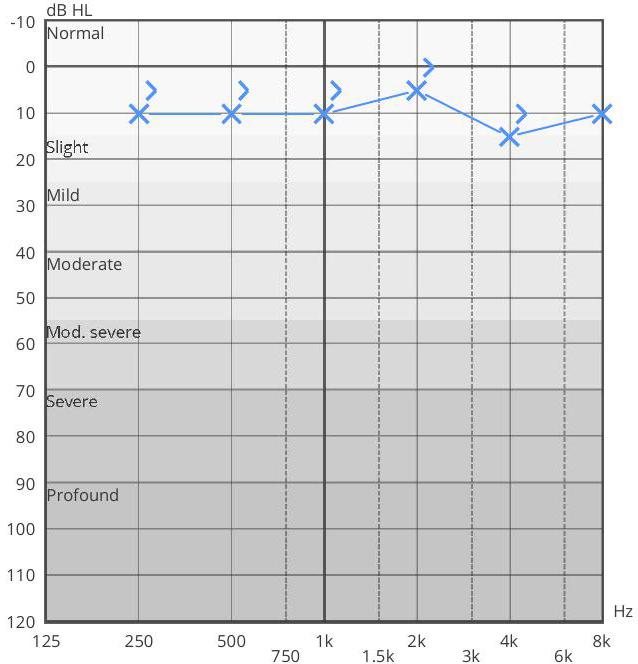 dB HL
-10
Normal
0
10
Slight
20
Mild
30
40
Moderate
50
Mod. severe
60
70
Severe
80
90
Profound
100
110
120
Hz
125 250 500 1k 2k 4k 8k
750 1.5k 3k 6k